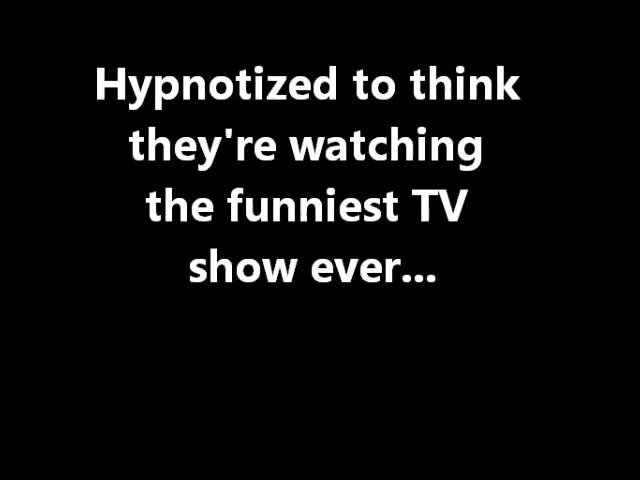 Hypnotized to think
they're watching
the funniest TV
show ever...